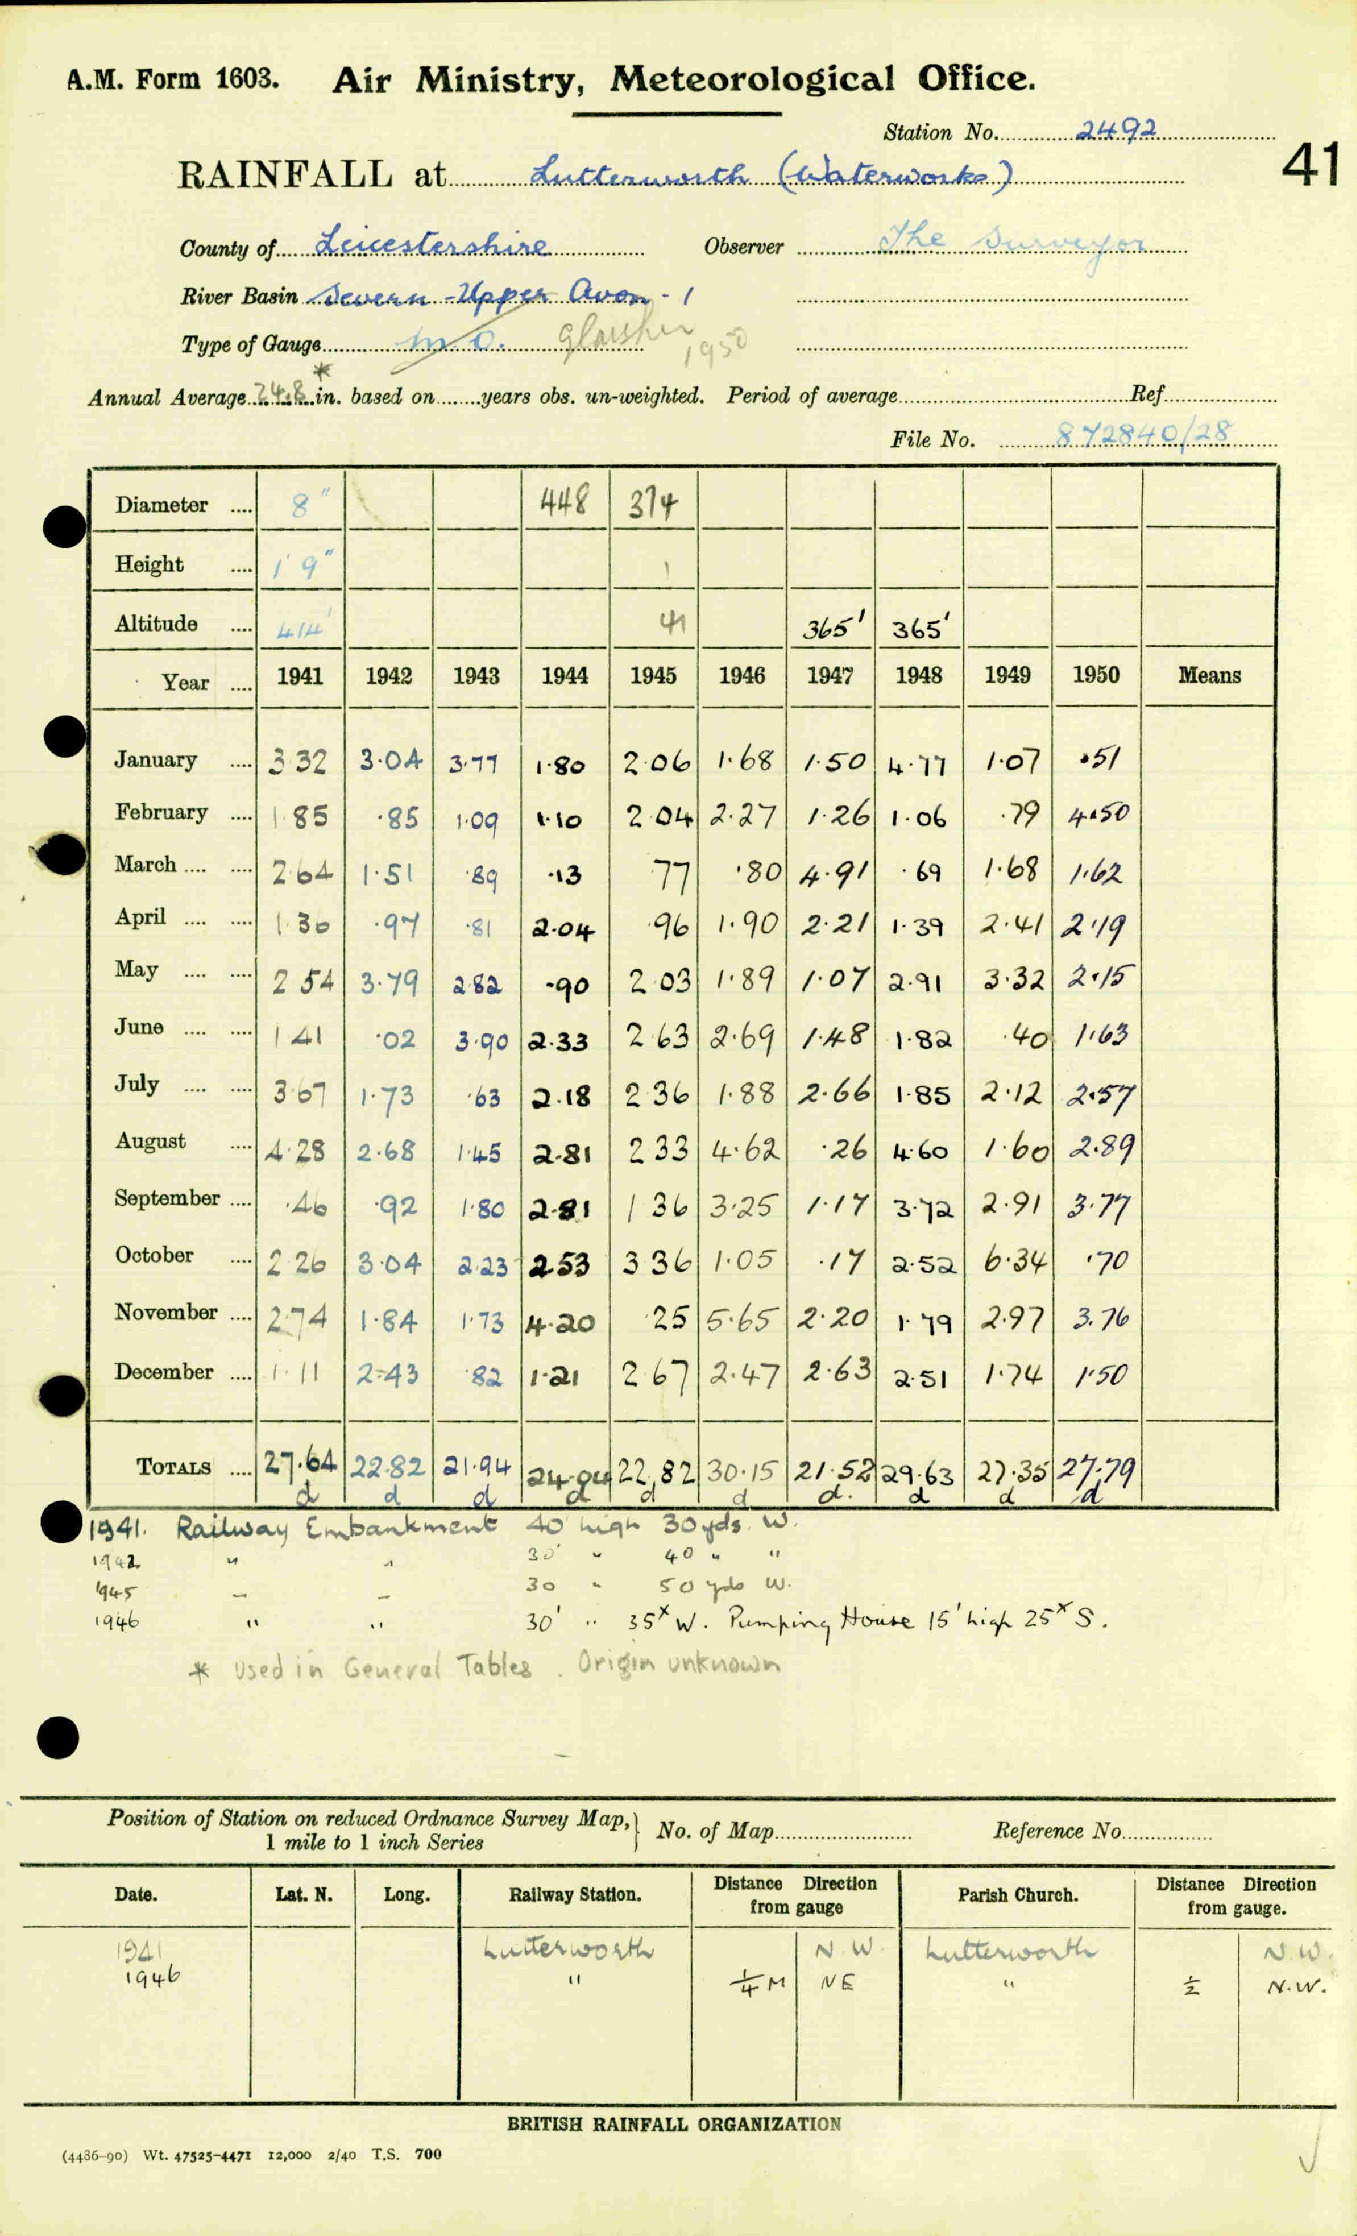 A.M. Form 1603. Air Ministry, Meteorological Office.
Station No. 2492
41
RAINFALL at Lutterworth (Waterworks)
County of Leicestershire Observer The Surveyor
River Basin Severn - Upper Avon - 1
Type of Gauge M.O. Glaisher 1950
*
Annual Average 24.8 in. based on years obs. un-weighted. Period of average Ref
File No. 872840/28
Diameter 8" 448 374
Height 1' 9" 1
Altitude 414' 41 365' 365'
Year 1941 1942 1943 1944 1945 1946 1947 1948 1949 1950 Means
January 3.32 3.04 3.77 1.80 2.06 1.68 1.50 4.77 1.07 .51
February 1.85 .85 1.09 1.10 2.04 2.27 1.26 1.06 .79 4.50
March 2.64 1.51 .89 .13 77 .80 4.91 .69 1.68 1.62
April 1.36 .97 .81 2.04 96 1.90 2.21 1.39 2.41 2.19
May 2 54 3.79 2.82 .90 2.03 1.89 1.07 2.91 3.32 2.15
June 1 41 .02 3.90 2.33 2 63 2.69 1.48 1.82 .40 1.63
July 3.67 1.73 .63 2.18 2 36 1.88 2.66 1.85 2.12 2.57
August 4.28 2.68 1.45 2.81 2 33 4.62 .26 4.60 1.60 2.89
September .46 .92 1.80 2.81 1 36 3.25 1.17 3.72 2.91 3.77
October 2 26 3.04 2.23 2.53 3 36 1.05 .17 2.52 6.34 .70
November 2.74 1.84 1.73 4.20 .25 5.65 2.20 1.79 2.97 3.76
December 1.11 2.43 .82 1.21 2 67 2.47 2.63 2.51 1.74 1.50
TOTALS 27.64 22.82 21.94 24.04 22.82 30.15 21.52 29.63 27.35 27.79
d d d d d d d. d d d
1941. Railway Embankment 40' high 30yds. W.
1942 " " 30' " 40 " "
1945 " " 30 " 50 yds W.
1946 " " 30' " 35ˣ W. Pumping House 15' high 25ˣ S.
* Used in General Tables. Origin unknown
Position of Station on reduced Ordnance Survey Map, 1 mile to 1 inch Series } No. of Map Reference No.
Date. Lat. N. Long. Railway Station. Distance Direction from gauge Parish Church. Distance Direction from gauge.
1941 Lutterworth N.W. Lutterworth N.W.
1946 " 1/4 M NE " 1/2 N.W.
BRITISH RAINFALL ORGANIZATION
(4486-90) Wt. 47525-4471 12,000 2/40 T.S. 700